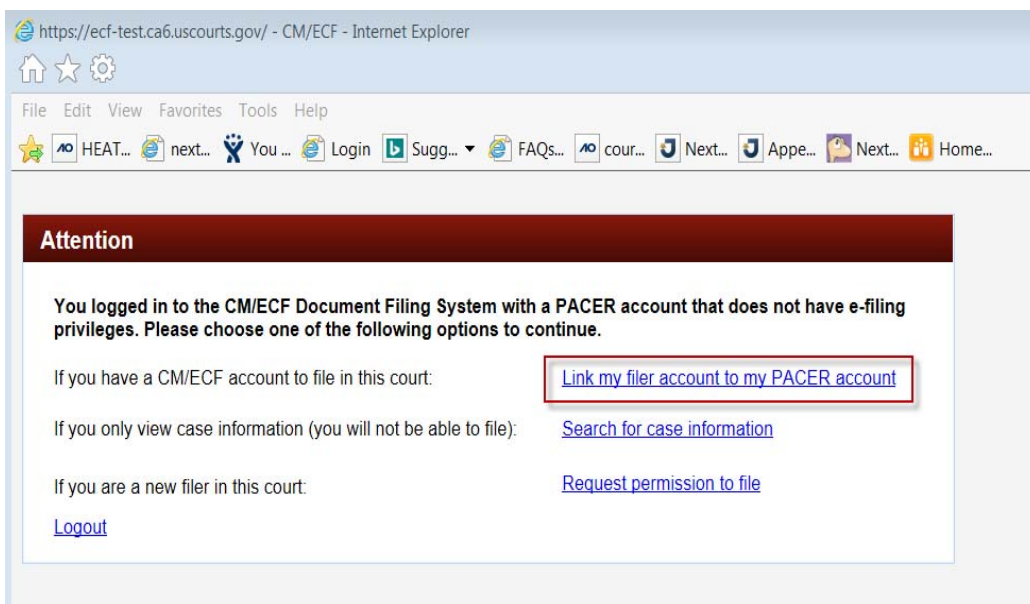 https://ecf-test.ca6.uscourts.gov/ - CM/ECF - Internet Explorer
File Edit View Favorites Tools Help
AO HEAT... next... You ... Login b Sugg... FAQs... AO cour... J Next... J Appe... Next... Home...
Attention
You logged in to the CM/ECF Document Filing System with a PACER account that does not have e-filing
privileges. Please choose one of the following options to continue.
If you have a CM/ECF account to file in this court: Link my filer account to my PACER account
If you only view case information (you will not be able to file): Search for case information
If you are a new filer in this court: Request permission to file
Logout